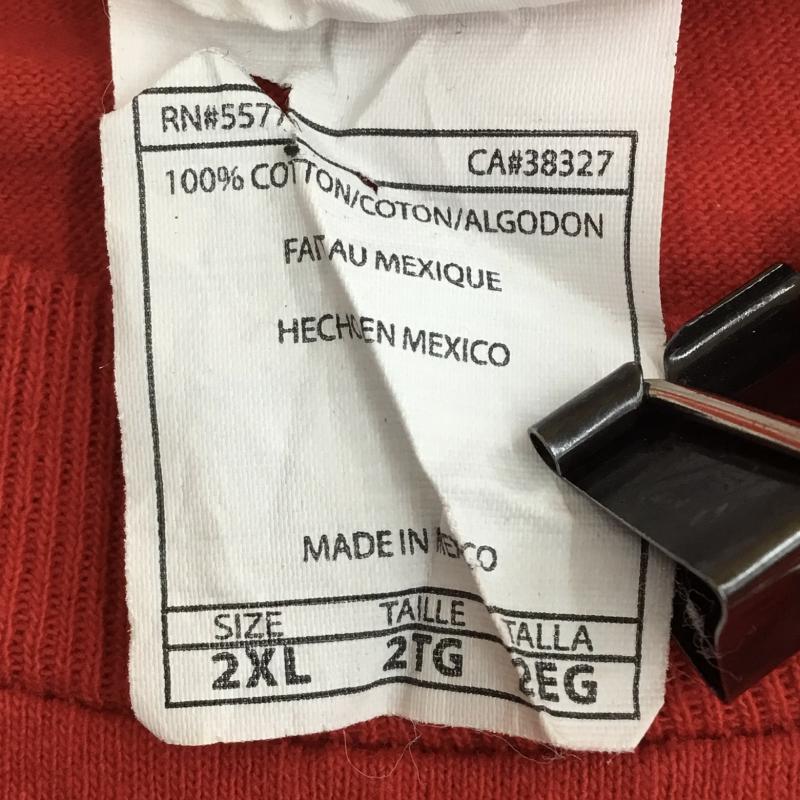 RN#5577
CA#38327
100% COTTON/COTON/ALGODON
FAIT AU MEXIQUE
HECHO EN MEXICO
MADE IN MEXICO
SIZE TAILLE TALLA
2XL 2TG 2EG